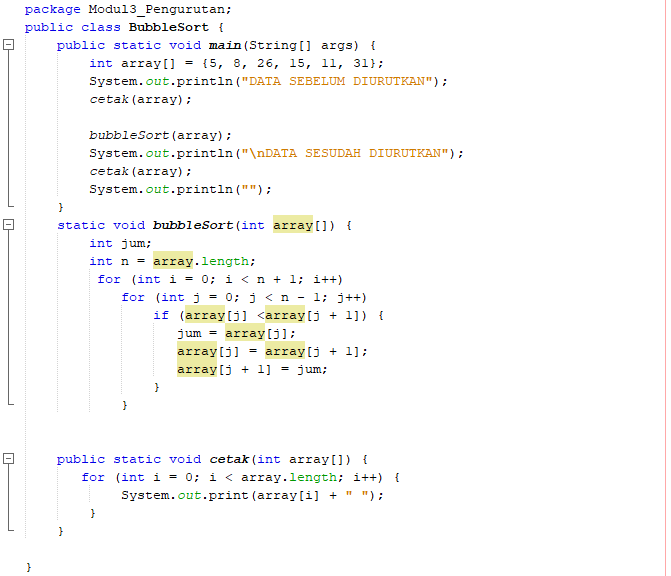 package Modul3_Pengurutan;
public class BubbleSort {
    public static void main(String[] args) {
        int array[] = {5, 8, 26, 15, 11, 31};
        System.out.println("DATA SEBELUM DIURUTKAN");
        cetak(array);

        bubbleSort(array);
        System.out.println("\nDATA SESUDAH DIURUTKAN");
        cetak(array);
        System.out.println("");
    }
    static void bubbleSort(int array[]) {
        int jum;
        int n = array.length;
         for (int i = 0; i < n + 1; i++)
            for (int j = 0; j < n - 1; j++)
                if (array[j] <array[j + 1]) {
                   jum = array[j];
                   array[j] = array[j + 1];
                   array[j + 1] = jum;
                }
            }


    public static void cetak(int array[]) {
       for (int i = 0; i < array.length; i++) {
            System.out.print(array[i] + " ");
        }
    }

}